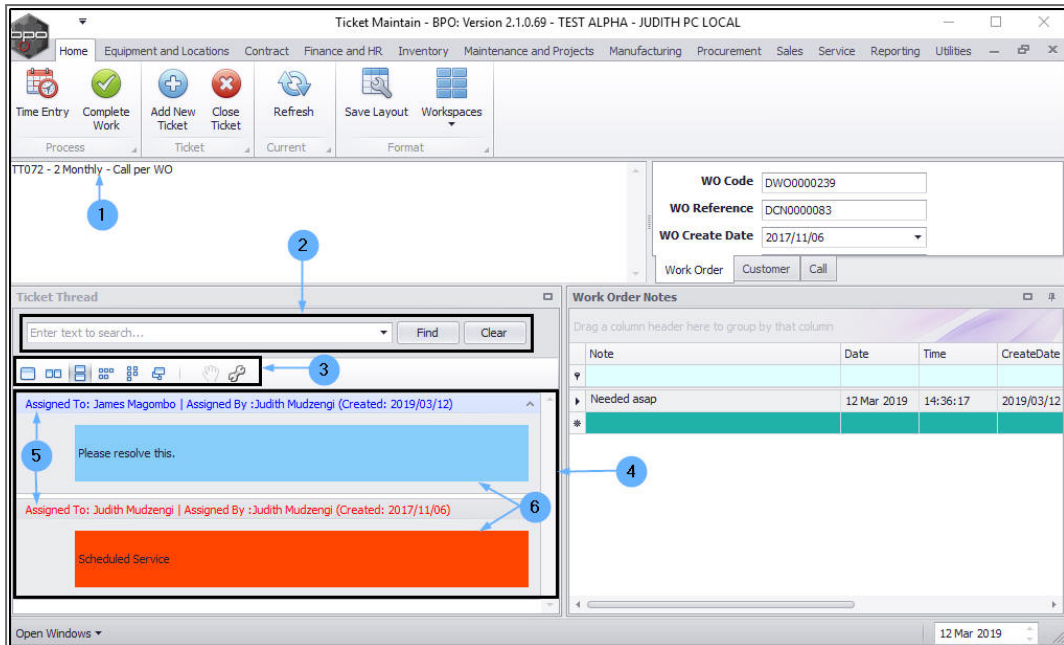 Ticket Maintain - BPO: Version 2.1.0.69 - TEST ALPHA - JUDITH PC LOCAL
bpo
Home Equipment and Locations Contract Finance and HR Inventory Maintenance and Projects Manufacturing Procurement Sales Service Reporting Utilities
Time Entry Complete Work Add New Ticket Close Ticket Refresh Save Layout Workspaces
Process Ticket Current Format
TT072 - 2 Monthly - Call per WO
1
WO Code DWO0000239
WO Reference DCN0000083
WO Create Date 2017/11/06
Work Order Customer Call
2
Ticket Thread
Enter text to search... Find Clear
3
Assigned To: James Magombo | Assigned By :Judith Mudzengi (Created: 2019/03/12)
Please resolve this.
5
4
6
Assigned To: Judith Mudzengi | Assigned By :Judith Mudzengi (Created: 2017/11/06)
Scheduled Service
Work Order Notes
Drag a column header here to group by that column
Note Date Time CreateDate
Needed asap 12 Mar 2019 14:36:17 2019/03/12
Open Windows 12 Mar 2019